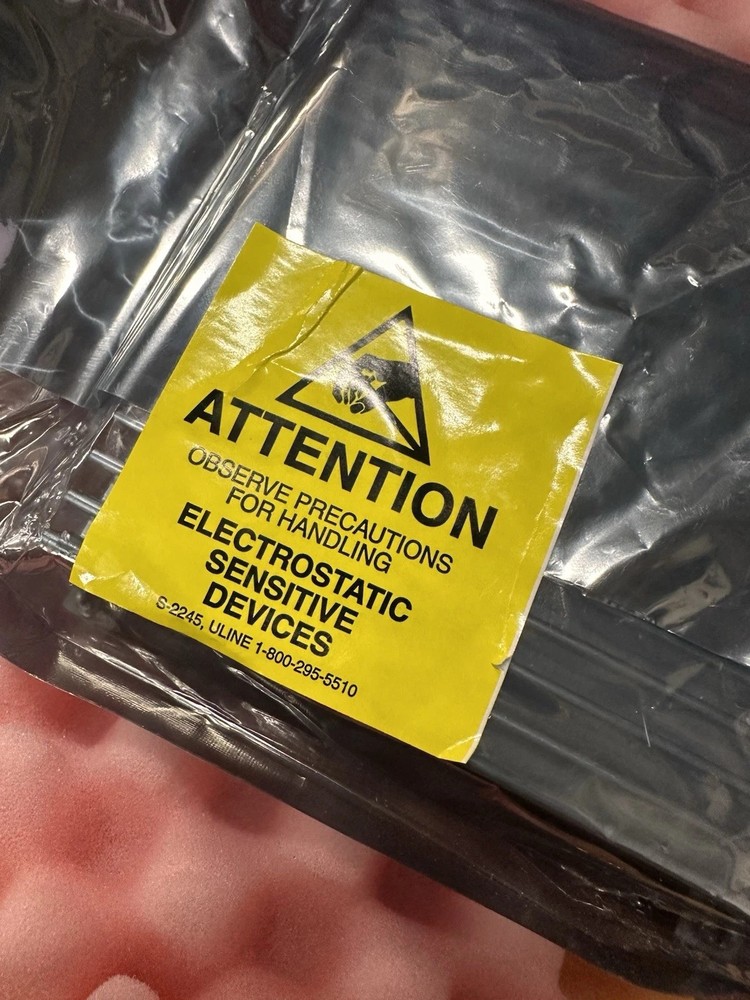 ATTENTION
OBSERVE PRECAUTIONS
FOR HANDLING
ELECTROSTATIC
SENSITIVE
DEVICES
S-2245, ULINE 1-800-295-5510